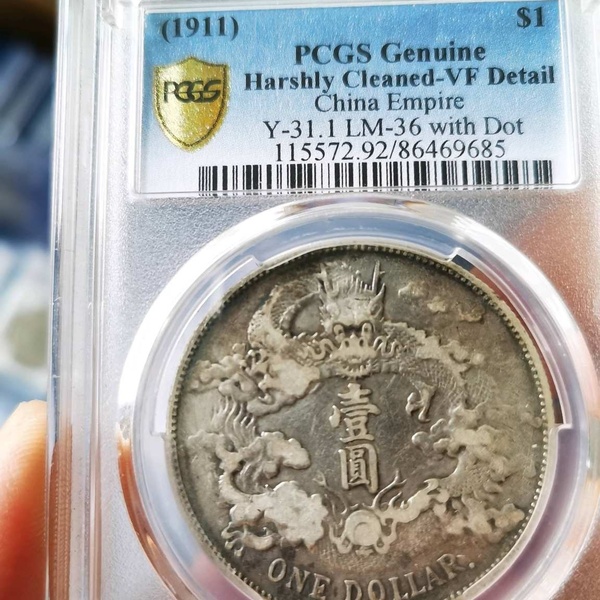 (1911) $1
PCGS Genuine
Harshly Cleaned-VF Detail
China Empire
Y-31.1 LM-36 with Dot
115572.92/86469685
PCGS
壹
圓
ONE DOLLAR.